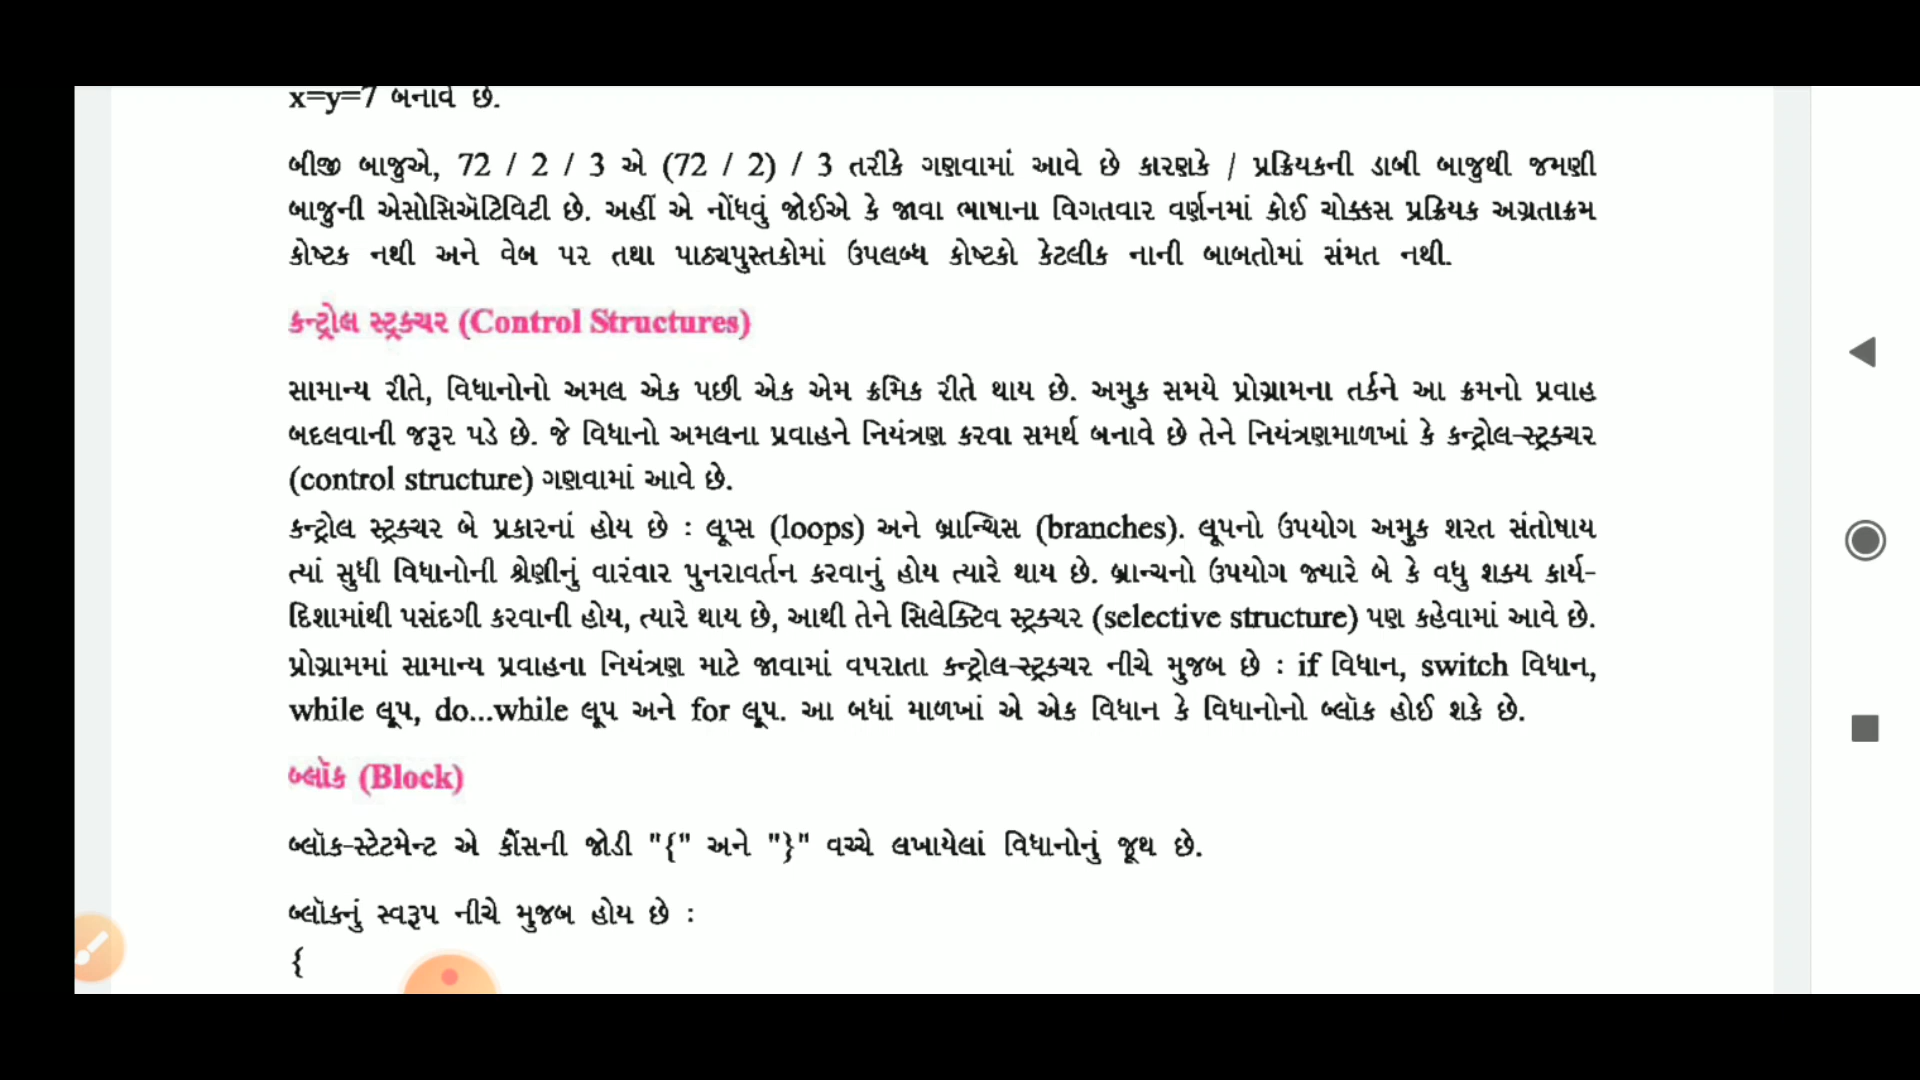 x=y=7 બનાવે છે.
બીજી બાજુએ, 72 / 2 / 3 એ (72 / 2) / 3 તરીકે ગણવામાં આવે છે કારણકે / પ્રક્રિયકની ડાબી બાજુથી જમણી
બાજુની એસોસિઍટિવિટી છે. અહીં એ નોંધવું જોઈએ કે જાવા ભાષાના વિગતવાર વર્ણનમાં કોઈ ચોક્કસ પ્રક્રિયક અગ્રતાક્રમ
કોષ્ટક નથી અને વેબ પર તથા પાઠ્યપુસ્તકોમાં ઉપલબ્ધ કોષ્ટકો કેટલીક નાની બાબતોમાં સંમત નથી.
કન્ટ્રોલ સ્ટ્રક્ચર (Control Structures)
સામાન્ય રીતે, વિધાનોનો અમલ એક પછી એક એમ ક્રમિક રીતે થાય છે. અમુક સમયે પ્રોગ્રામના તર્કને આ ક્રમનો પ્રવાહ
બદલવાની જરૂર પડે છે. જે વિધાનો અમલના પ્રવાહને નિયંત્રણ કરવા સમર્થ બનાવે છે તેને નિયંત્રણમાળખાં કે કન્ટ્રોલ-સ્ટ્રક્ચર
(control structure) ગણવામાં આવે છે.
કન્ટ્રોલ સ્ટ્રક્ચર બે પ્રકારનાં હોય છે : લૂપ્સ (loops) અને બ્રાન્ચિસ (branches). લૂપનો ઉપયોગ અમુક શરત સંતોષાય
ત્યાં સુધી વિધાનોની શ્રેણીનું વારંવાર પુનરાવર્તન કરવાનું હોય ત્યારે થાય છે. બ્રાન્ચનો ઉપયોગ જ્યારે બે કે વધુ શક્ય કાર્ય-
દિશામાંથી પસંદગી કરવાની હોય, ત્યારે થાય છે, આથી તેને સિલેક્ટિવ સ્ટ્રક્ચર (selective structure) પણ કહેવામાં આવે છે.
પ્રોગ્રામમાં સામાન્ય પ્રવાહના નિયંત્રણ માટે જાવામાં વપરાતા કન્ટ્રોલ-સ્ટ્રક્ચર નીચે મુજબ છે : if વિધાન, switch વિધાન,
while લૂપ, do...while લૂપ અને for લૂપ. આ બધાં માળખાં એ એક વિધાન કે વિધાનોનો બ્લૉક હોઈ શકે છે.
બ્લૉક (Block)
બ્લૉક-સ્ટેટમેન્ટ એ કૌંસની જોડી "{" અને "}" વચ્ચે લખાયેલાં વિધાનોનું જૂથ છે.
બ્લૉકનું સ્વરૂપ નીચે મુજબ હોય છે :
{